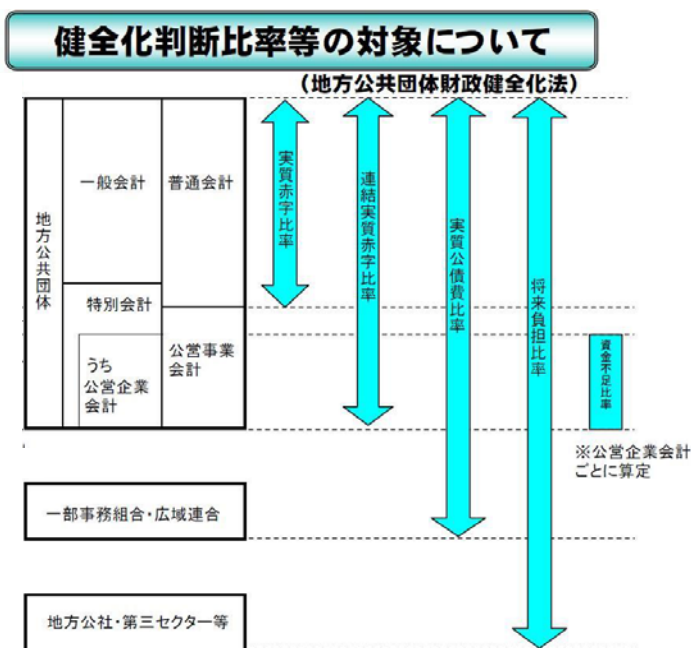 健全化判断比率等の対象について
(地方公共団体財政健全化法)
地方公共団体
一般会計
普通会計
特別会計
うち
公営企業
会計
公営事業
会計
実質赤字比率
連結実質赤字比率
実質公債費比率
将来負担比率
資金不足比率
※公営企業会計
ごとに算定
一部事務組合・広域連合
地方公社・第三セクター等